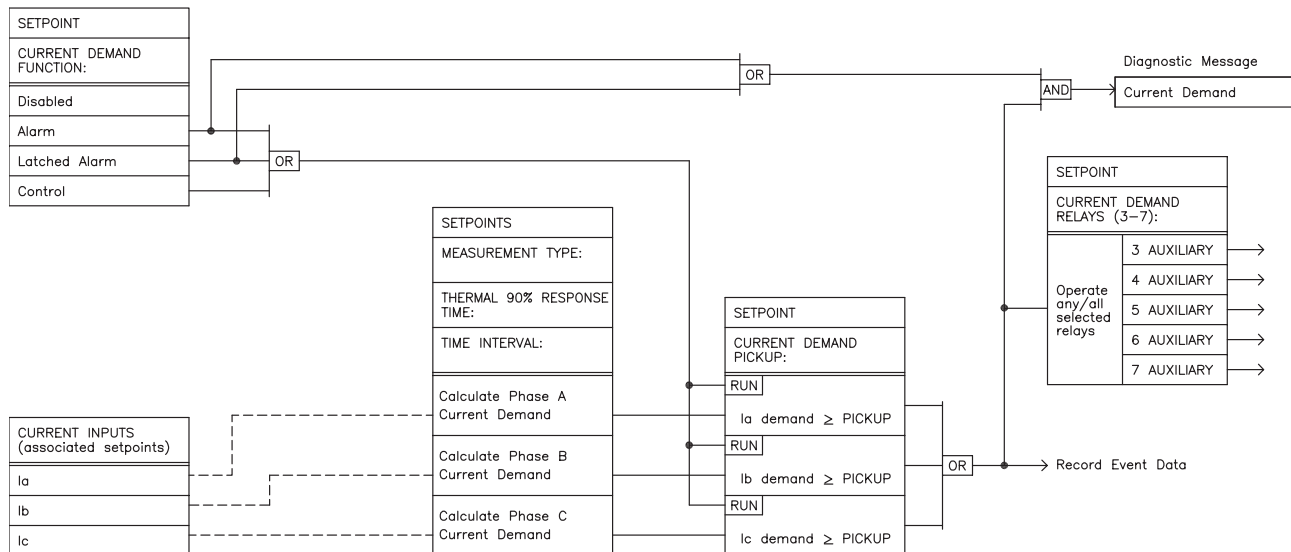 SETPOINT
CURRENT DEMAND
FUNCTION:
Disabled
Alarm
Latched Alarm
Control
OR
OR
AND
Diagnostic Message
Current Demand
SETPOINT
CURRENT DEMAND
RELAYS (3-7):
Operate
any/all
selected
relays
3 AUXILIARY
4 AUXILIARY
5 AUXILIARY
6 AUXILIARY
7 AUXILIARY
SETPOINTS
MEASUREMENT TYPE:
THERMAL 90% RESPONSE
TIME:
TIME INTERVAL:
Calculate Phase A
Current Demand
Calculate Phase B
Current Demand
Calculate Phase C
Current Demand
SETPOINT
CURRENT DEMAND
PICKUP:
RUN
Ia demand ≥ PICKUP
RUN
Ib demand ≥ PICKUP
RUN
Ic demand ≥ PICKUP
OR
Record Event Data
CURRENT INPUTS
(associated setpoints)
Ia
Ib
Ic